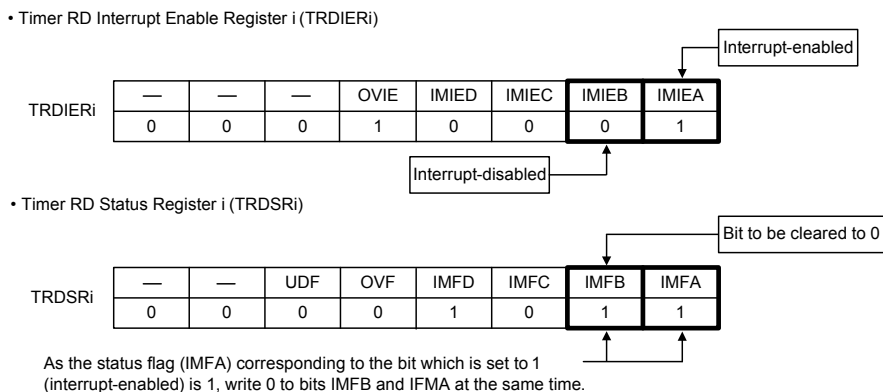 • Timer RD Interrupt Enable Register i (TRDIERi)
Interrupt-enabled
TRDIERi
— — — OVIE IMIED IMIEC IMIEB IMIEA
0 0 0 1 0 0 0 1
Interrupt-disabled
• Timer RD Status Register i (TRDSRi)
Bit to be cleared to 0
TRDSRi
— — UDF OVF IMFD IMFC IMFB IMFA
0 0 0 0 1 0 1 1
As the status flag (IMFA) corresponding to the bit which is set to 1
(interrupt-enabled) is 1, write 0 to bits IMFB and IFMA at the same time.